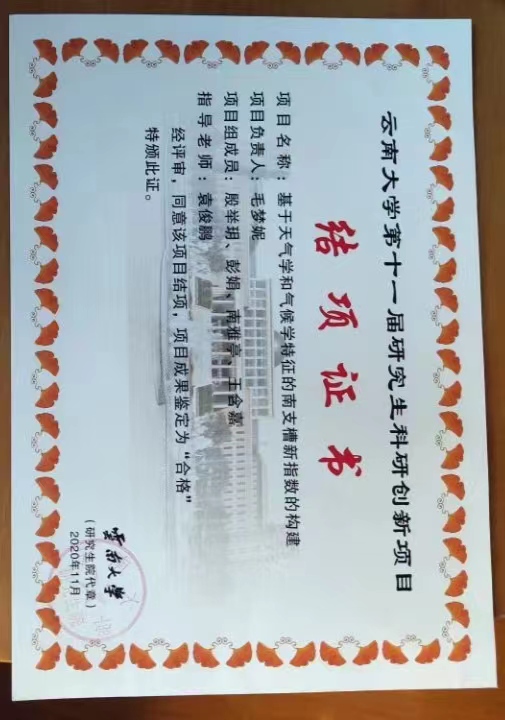 云南大学第十一届研究生科研创新项目
结项证书
项目名称：基于天气学和气候学特征的南支槽新指数的构建
项目负责人：毛梦妮
项目组成员：殷举玥、彭娟、南雅亭、王含嘉
指导老师：袁俊鹏
经评审，同意该项目结项，项目成果鉴定为“合格”
特颁此证。
云南大学
（研究生院代章）
2020年11月